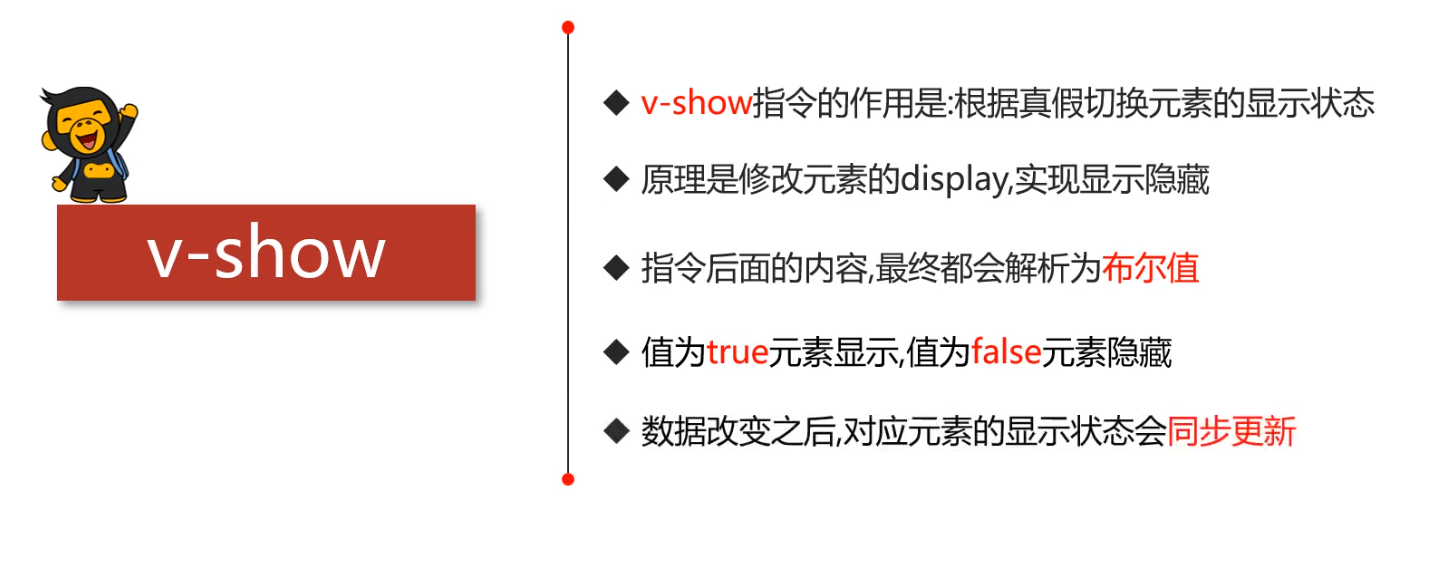 v-show
v-show指令的作用是:根据真假切换元素的显示状态
原理是修改元素的display,实现显示隐藏
指令后面的内容,最终都会解析为布尔值
值为true元素显示,值为false元素隐藏
数据改变之后,对应元素的显示状态会同步更新